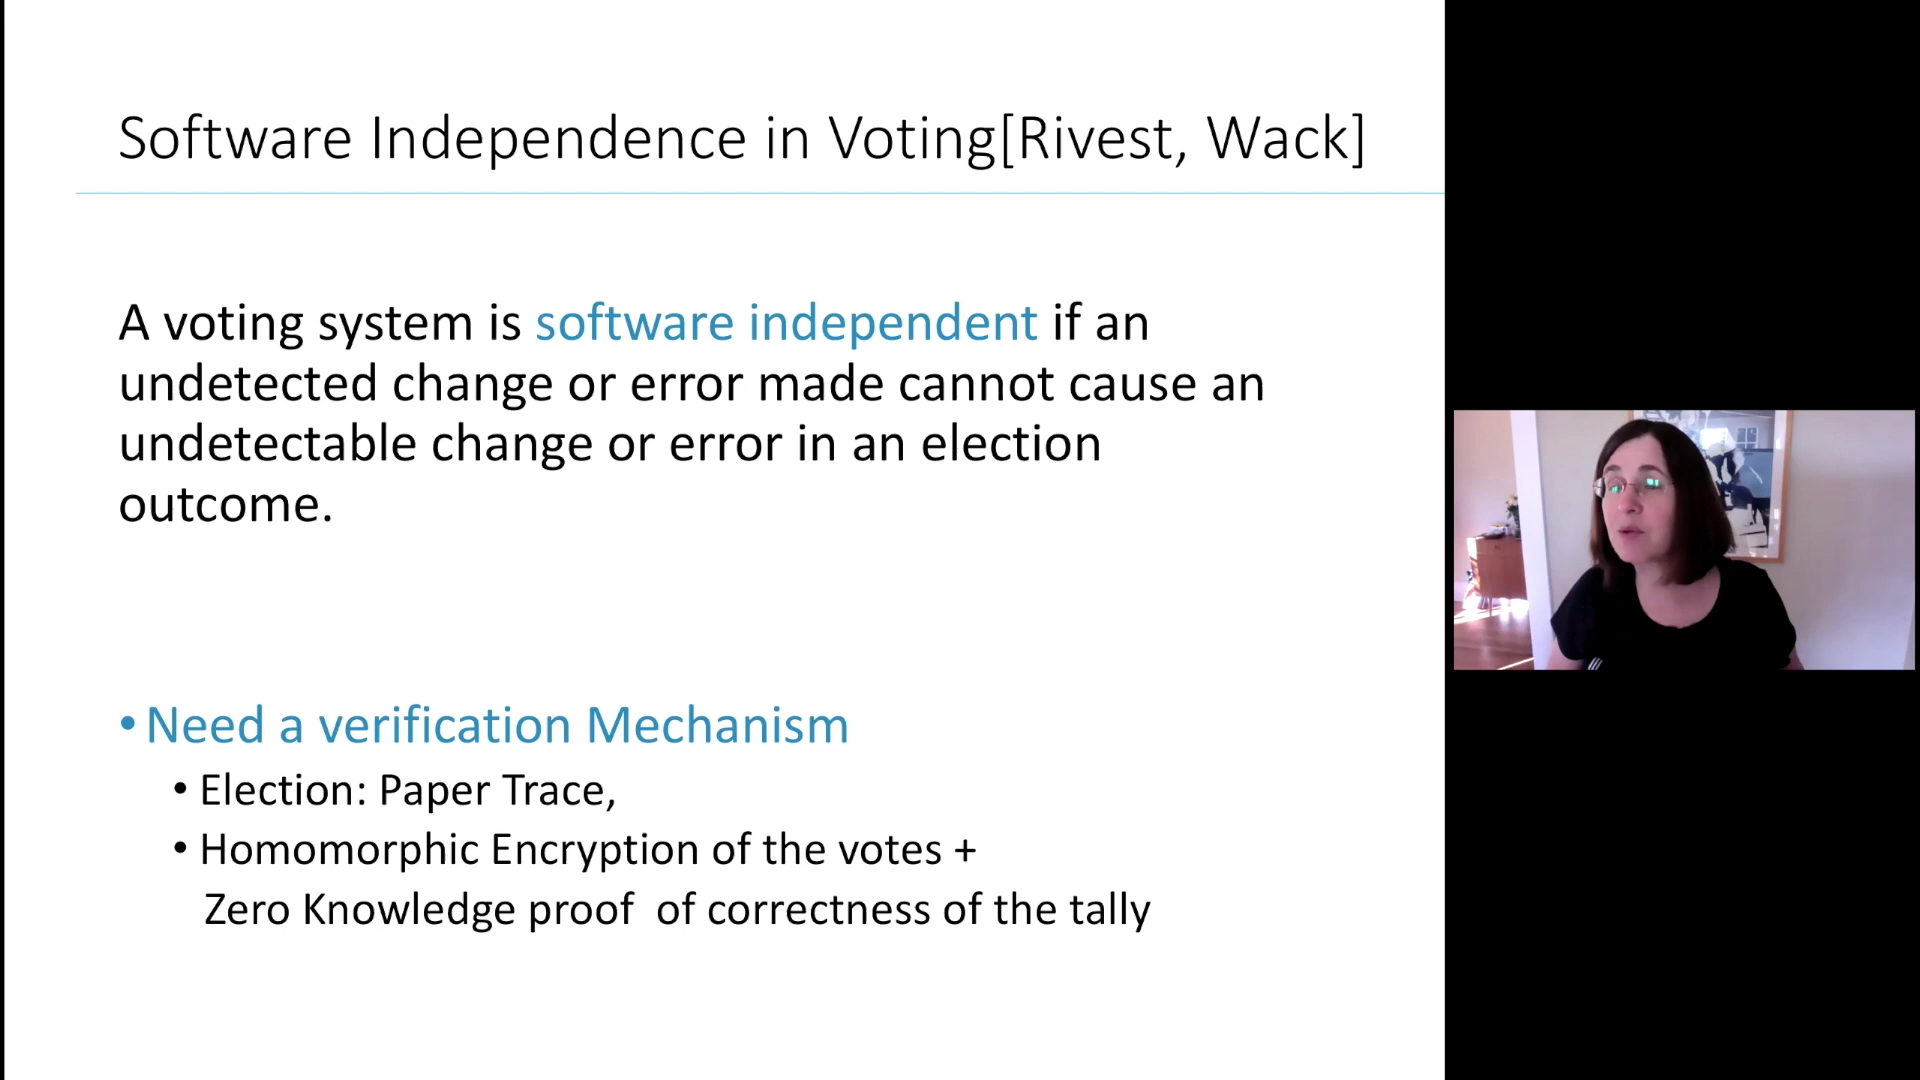 Software Independence in Voting[Rivest, Wack]
A voting system is software independent if an
undetected change or error made cannot cause an
undetectable change or error in an election
outcome.
• Need a verification Mechanism
• Election: Paper Trace,
• Homomorphic Encryption of the votes +
Zero Knowledge proof of correctness of the tally